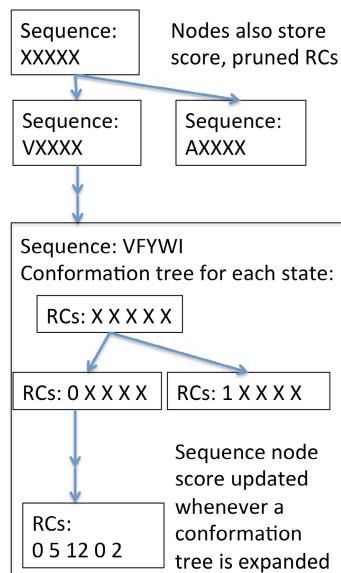 Sequence:
XXXXX
Nodes also store
score, pruned RCs
Sequence:
VXXXX
Sequence:
AXXXX
Sequence: VFYWI
Conformation tree for each state:
RCs: X X X X X
RCs: 0 X X X X
RCs: 1 X X X X
RCs:
0 5 12 0 2
Sequence node
score updated
whenever a
conformation
tree is expanded